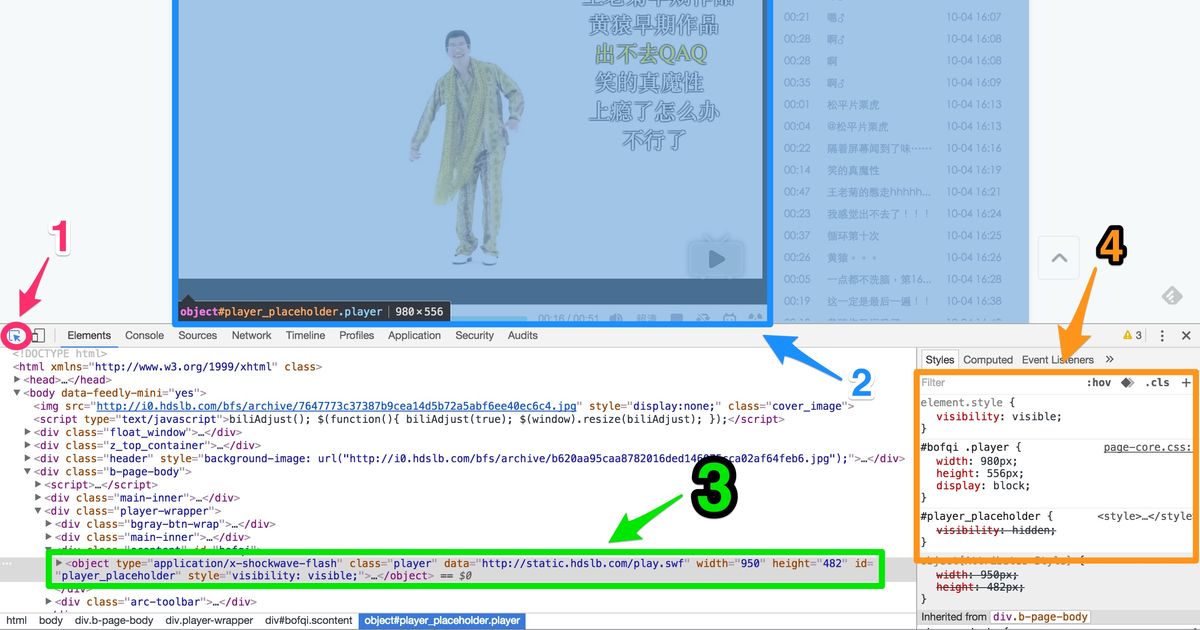 黄猿早期作品
出不去QAQ
笑的真魔性
上瘾了怎么办
不行了
00:21 嗯♂ 10-04 16:07
00:28 啊♂ 10-04 16:08
00:28 啊 10-04 16:08
00:35 啊♂ 10-04 16:09
00:01 松平片栗虎 10-04 16:13
00:04 @松平片栗虎 10-04 16:13
00:22 隔着屏幕闻到了味…… 10-04 16:16
00:14 笑的真魔性 10-04 16:19
00:47 王老菊的憨走hhhhh... 10-04 16:21
00:23 我感觉出不去了！！！ 10-04 16:24
00:37 循环第十次 10-04 16:25
00:26 黄猿・・・ 10-04 16:26
00:05 一点都不洗脑・第16... 10-04 16:28
00:19 这一定是最后一遍！！ 10-04 16:28
1
4
object#player_placeholder.player 980×556
00:16 / 00:51
Elements Console Sources Network Timeline Profiles Application Security Audits
3
<!DOCTYPE html>
<html xmlns="http://www.w3.org/1999/xhtml" class>
<head>…</head>
<body data-feedly-mini="yes">
<img src="http://i0.hdslb.com/bfs/archive/7647773c37387b9cea14d5b72a5abf6ee40ec6c4.jpg" style="display:none;" class="cover_image">
<script type="text/javascript">biliAdjust(); $(function(){ biliAdjust(true); $(window).resize(biliAdjust); });</script>
<div class="float_window">…</div>
<div class="z_top_container">…</div>
<div class="header" style="background-image: url("http://i0.hdslb.com/bfs/archive/b620aa95caa8782016ded146 sca02af64feb6.jpg");">…</div>
<div class="b-page-body">
<script>…</script>
<div class="main-inner">…</div>
<div class="player-wrapper">
<div class="bgray-btn-wrap">…</div>
<div class="main-inner">…</div>
<object type="application/x-shockwave-flash" class="player" data="http://static.hdslb.com/play.swf" width="950" height="482" id=
"player_placeholder" style="visibility: visible;">…</object> == $0
</div>
<div class="arc-toolbar">…</div>
html body div.b-page-body div.player-wrapper div#bofqi.scontent object#player_placeholder.player
2
3
Styles Computed Event Listeners »
Filter :hov .cls +
element.style {
visibility: visible;
}
#bofqi .player { page-core.css:
width: 980px;
height: 556px;
display: block;
}
#player_placeholder { <style>…</style
visibility: hidden;
}
width: 950px;
height: 482px;
}
Inherited from div.b-page-body